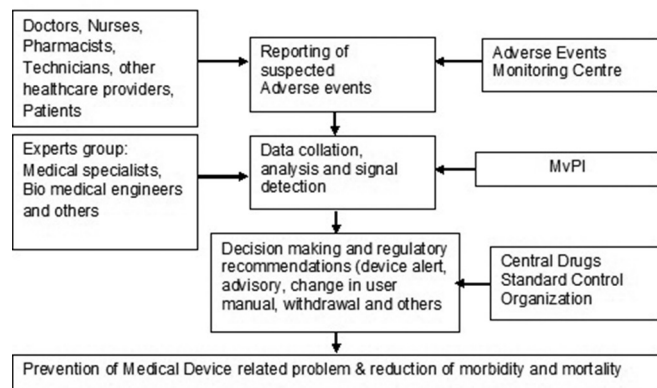 Doctors, Nurses,
Pharmacists,
Technicians, other
healthcare providers,
Patients
Reporting of
suspected
Adverse events
Adverse Events
Monitoring Centre
Experts group:
Medical specialists,
Bio medical engineers
and others
Data collation,
analysis and signal
detection
MvPI
Decision making and regulatory
recommendations (device alert,
advisory, change in user
manual, withdrawal and others
Central Drugs
Standard Control
Organization
Prevention of Medical Device related problem & reduction of morbidity and mortality